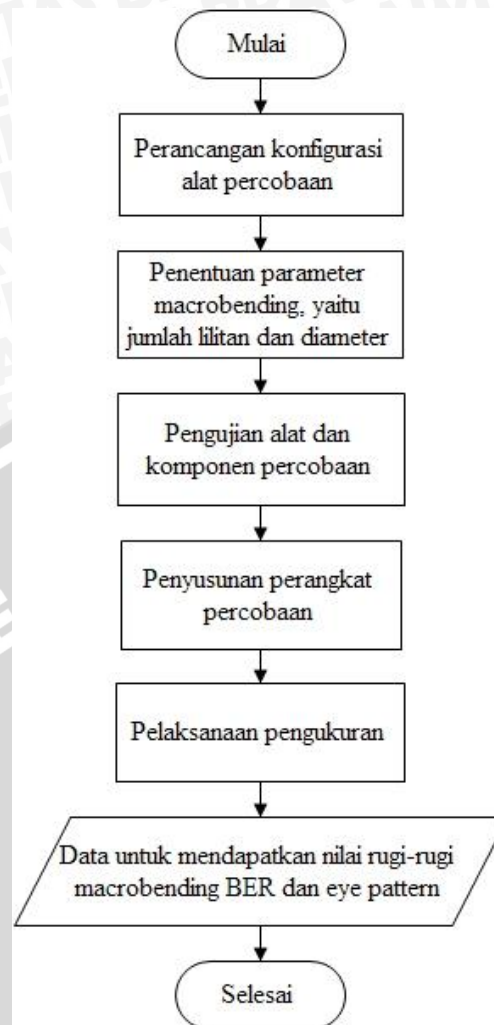 Mulai
Perancangan konfigurasi
alat percobaan
Penentuan parameter
macrobending, yaitu
jumlah lilitan dan diameter
Pengujian alat dan
komponen percobaan
Penyusunan perangkat
percobaan
Pelaksanaan pengukuran
Data untuk mendapatkan nilai rugi-rugi
macrobending BER dan eye pattern
Selesai